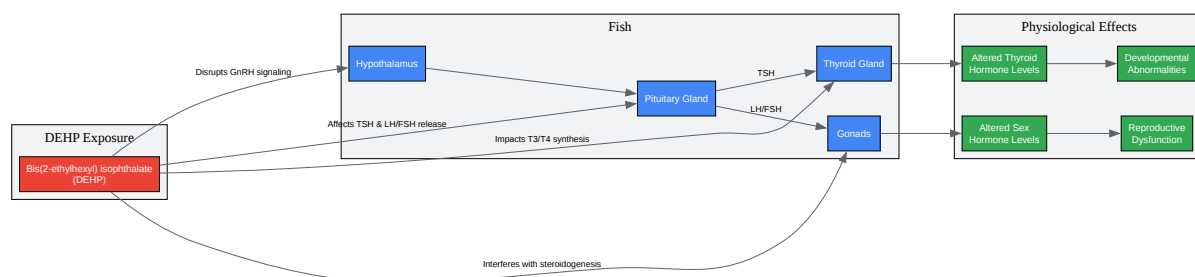 Fish
Physiological Effects
Hypothalamus
Thyroid Gland
Altered Thyroid
Hormone Levels
Developmental
Abnormalities
Disrupts GnRH signaling
TSH
Pituitary Gland
LH/FSH
Affects TSH & LH/FSH release
Impacts T3/T4 synthesis
Gonads
Altered Sex
Hormone Levels
Reproductive
Dysfunction
DEHP Exposure
Bis(2-ethylhexyl) isophthalate
(DEHP)
Interferes with steroidogenesis